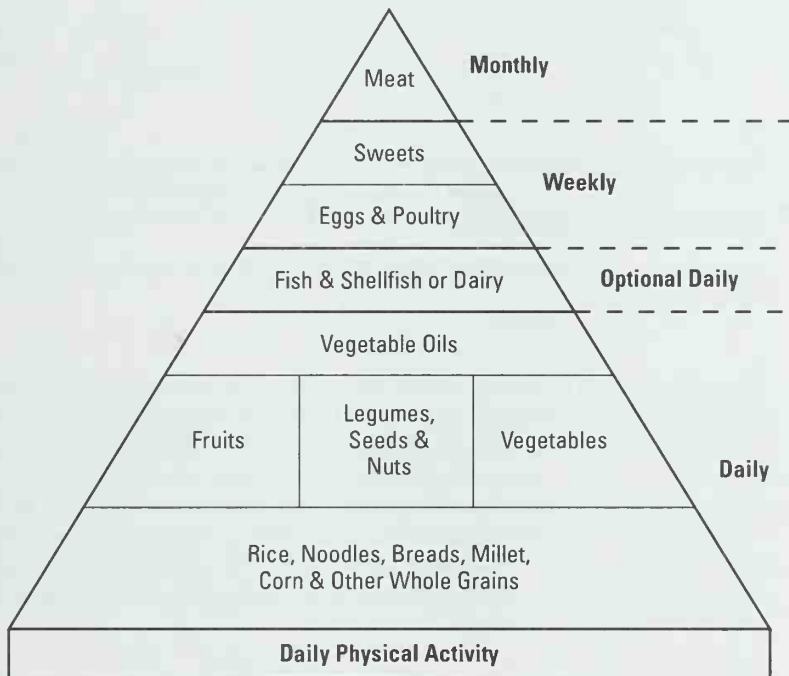 Meat
Monthly
Sweets
Weekly
Eggs & Poultry
Fish & Shellfish or Dairy
Optional Daily
Vegetable Oils
Fruits
Legumes,
Seeds &
Nuts
Vegetables
Daily
Rice, Noodles, Breads, Millet,
Corn & Other Whole Grains
Daily Physical Activity